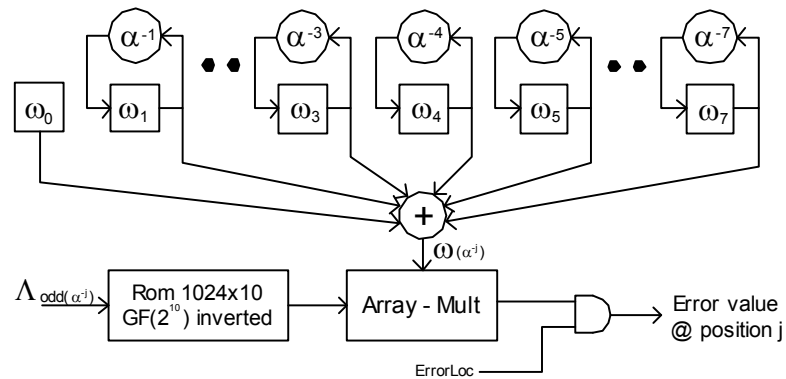 α⁻¹ α⁻³ α⁻⁴ α⁻⁵ α⁻⁷
ω₀ ω₁ ω₃ ω₄ ω₅ ω₇
+
ω(α⁻ʲ)
Λodd(α⁻ʲ)
Rom 1024x10
GF(2¹⁰) inverted
Array - Mult
Error value
@ position j
ErrorLoc